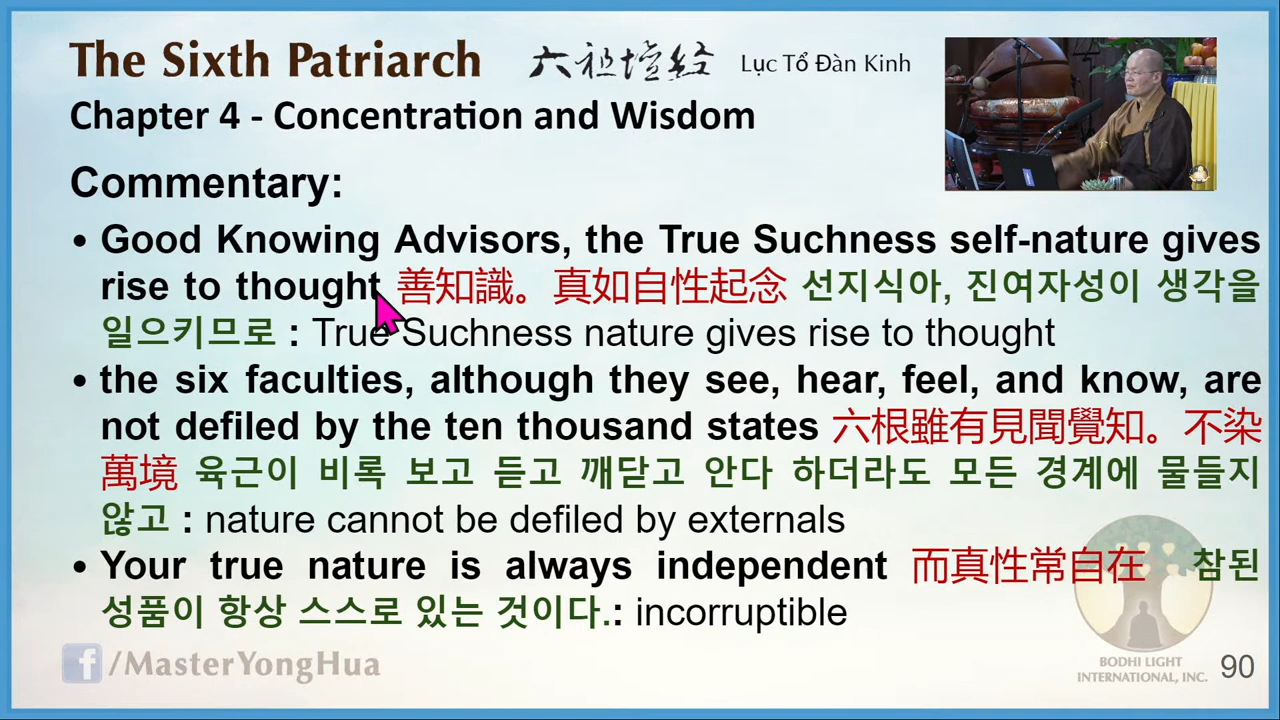 The Sixth Patriarch 六祖壇經 Lục Tổ Đàn Kinh
Chapter 4 - Concentration and Wisdom
Commentary:
• Good Knowing Advisors, the True Suchness self-nature gives
rise to thought 善知識。真如自性起念 선지식아, 진여자성이 생각을
일으키므로 : True Suchness nature gives rise to thought
• the six faculties, although they see, hear, feel, and know, are
not defiled by the ten thousand states 六根雖有見聞覺知。不染
萬境 육근이 비록 보고 듣고 깨닫고 안다 하더라도 모든 경계에 물들지
않고 : nature cannot be defiled by externals
• Your true nature is always independent 而真性常自在 참된
성품이 항상 스스로 있는 것이다.: incorruptible
f/MasterYongHua
BODHI LIGHT
INTERNATIONAL, INC.
90